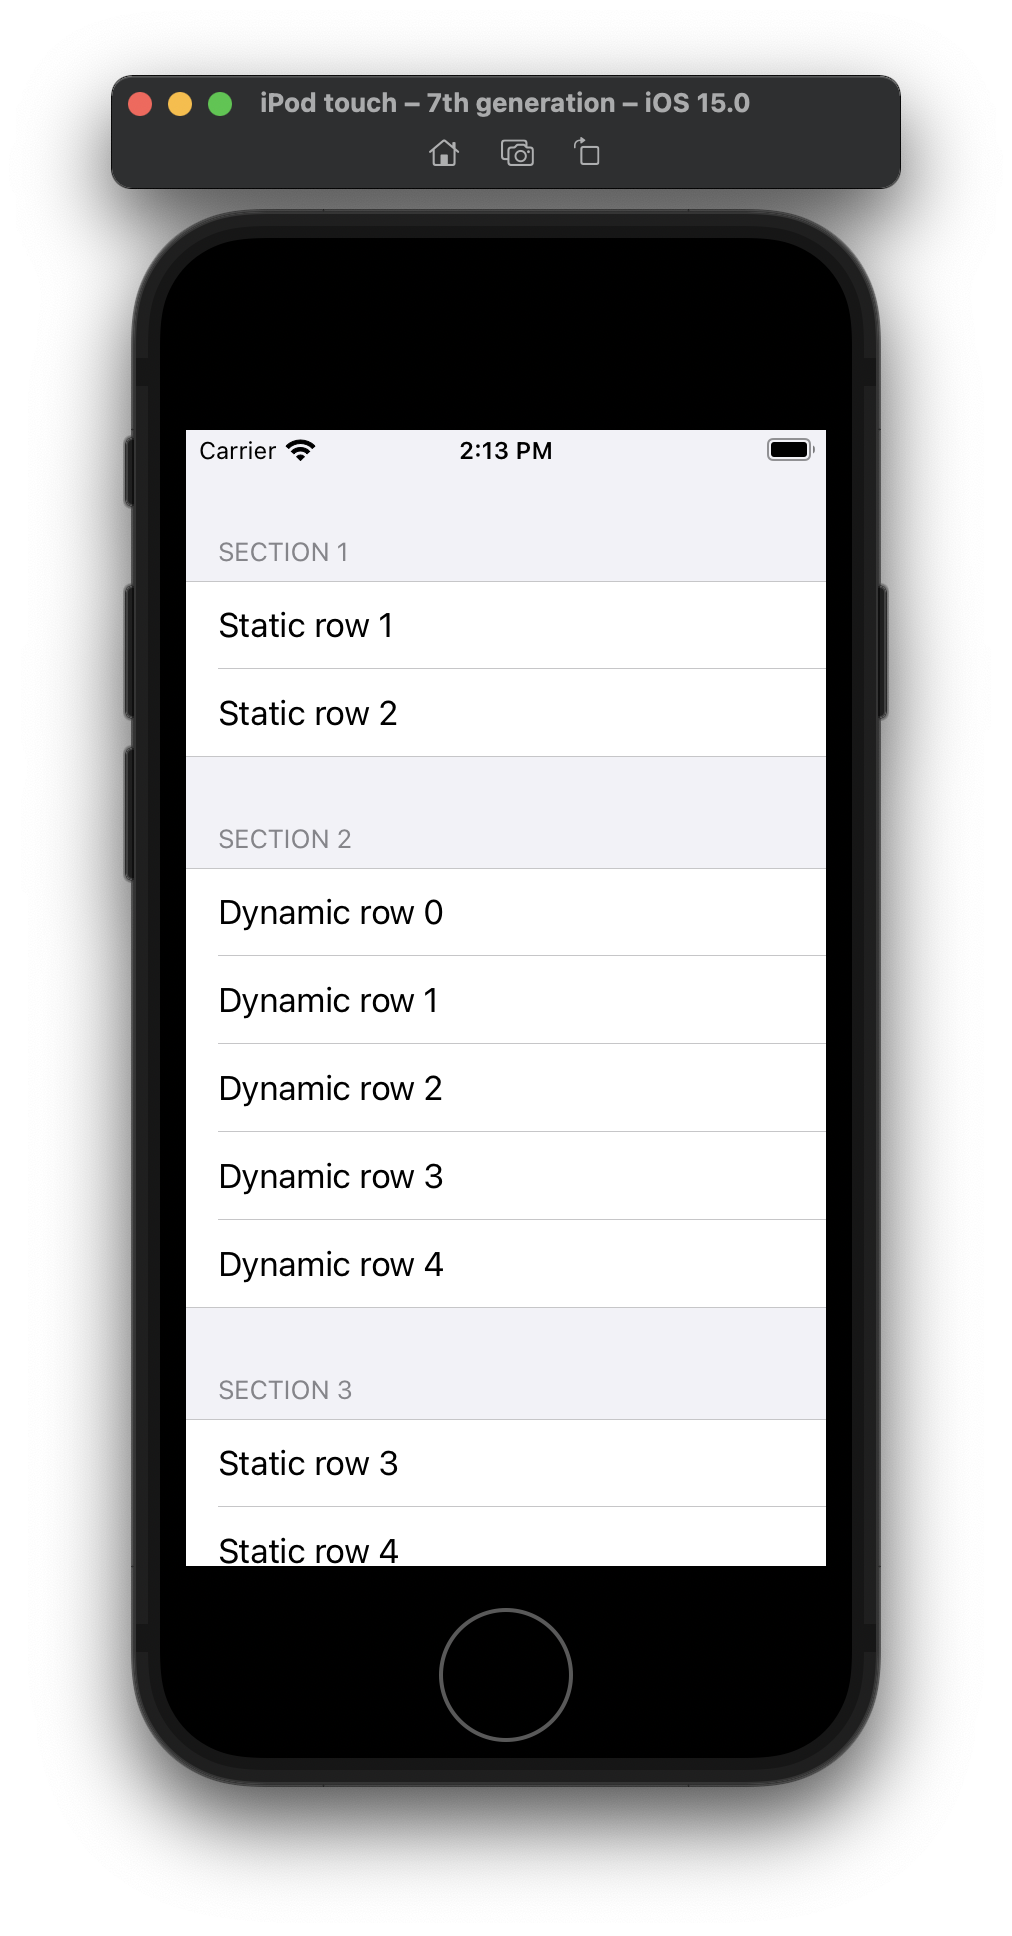 iPod touch – 7th generation – iOS 15.0
Carrier 2:13 PM
SECTION 1
Static row 1
Static row 2
SECTION 2
Dynamic row 0
Dynamic row 1
Dynamic row 2
Dynamic row 3
Dynamic row 4
SECTION 3
Static row 3
Static row 4